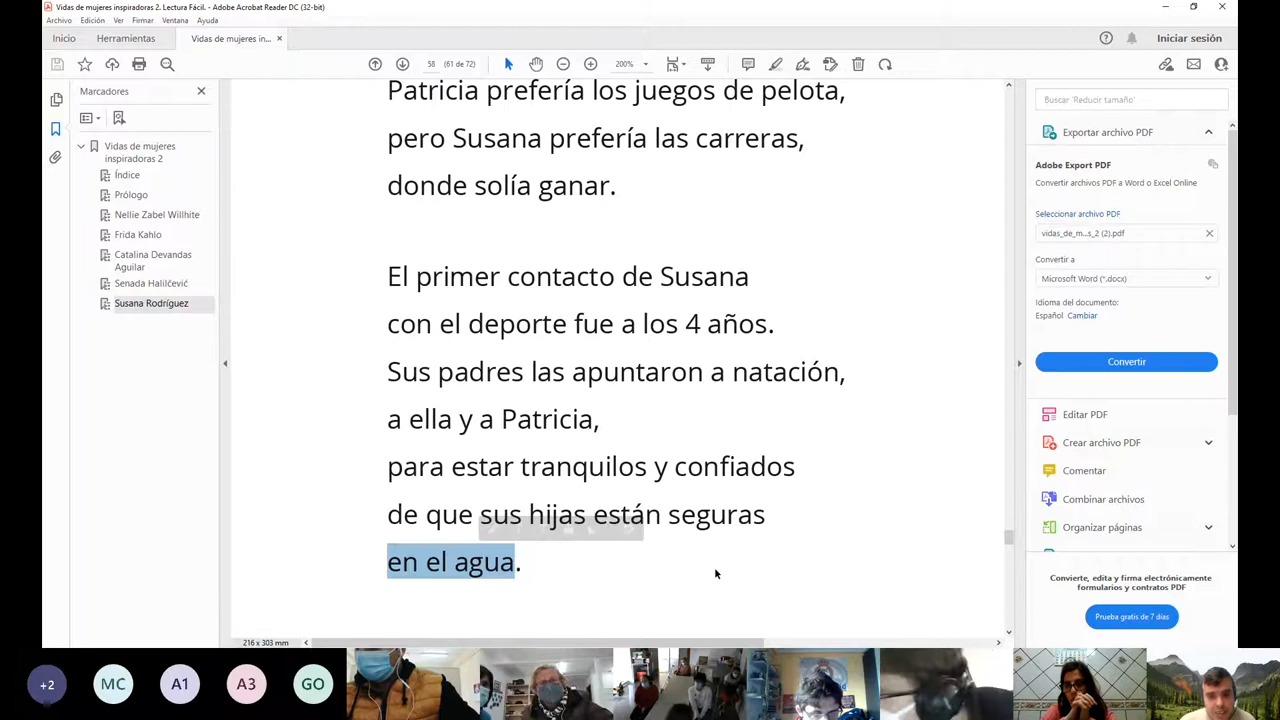 Vidas de mujeres inspiradoras 2. Lectura Fácil. - Adobe Acrobat Reader DC (32-bit)
Archivo Edición Ver Firmar Ventana Ayuda
Inicio Herramientas Vidas de mujeres in... × Iniciar sesión
58 (61 de 72) 200%
Marcadores
Vidas de mujeres
inspiradoras 2
Índice
Prólogo
Nellie Zabel Willhite
Frida Kahlo
Catalina Devandas
Aguilar
Senada Halilčević
Susana Rodríguez
Patricia prefería los juegos de pelota,
pero Susana prefería las carreras,
donde solía ganar.
El primer contacto de Susana
con el deporte fue a los 4 años.
Sus padres las apuntaron a natación,
a ella y a Patricia,
para estar tranquilos y confiados
de que sus hijas están seguras
en el agua.
216 x 303 mm
Buscar 'Reducir tamaño'
Exportar archivo PDF
Adobe Export PDF
Convertir archivos PDF a Word o Excel Online
Seleccionar archivo PDF
vidas_de_m...s_2 (2).pdf
Convertir a
Microsoft Word (*.docx)
Idioma del documento:
Español Cambiar
Convertir
Editar PDF
Crear archivo PDF
Comentar
Combinar archivos
Organizar páginas
Convierte, edita y firma electrónicamente
formularios y contratos PDF
Prueba gratis de 7 días
+2 MC A1 A3 GO